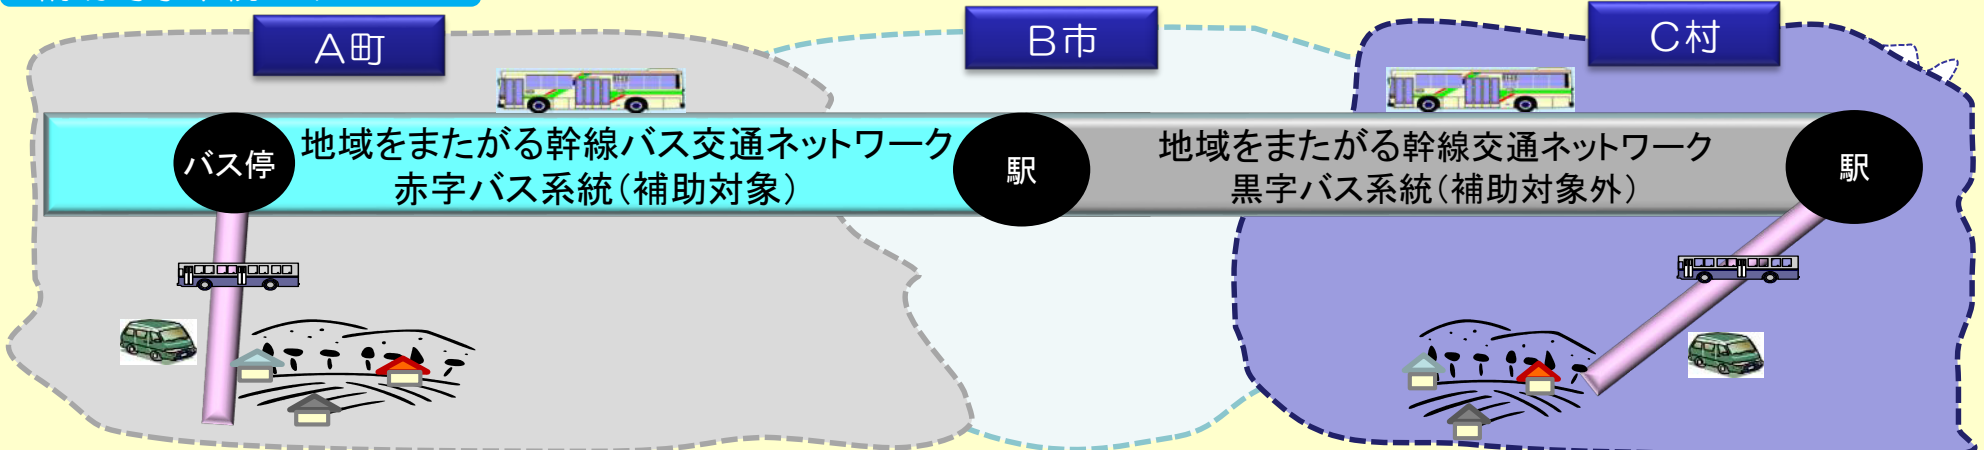 A町
B市
C村
バス停
地域をまたがる幹線バス交通ネットワーク
赤字バス系統(補助対象)
駅
地域をまたがる幹線交通ネットワーク
黒字バス系統(補助対象外)
駅